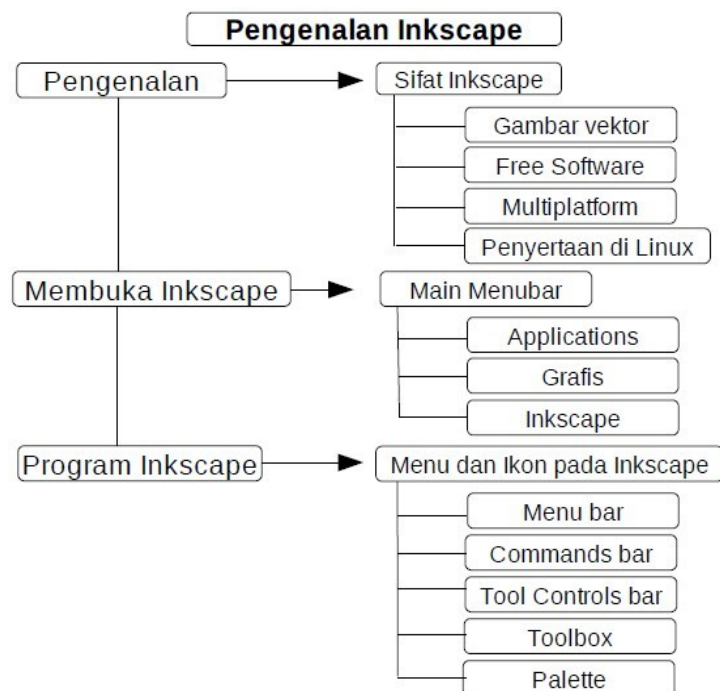 Pengenalan Inkscape
Pengenalan
Sifat Inkscape
Gambar vektor
Free Software
Multiplatform
Penyertaan di Linux
Membuka Inkscape
Main Menubar
Applications
Grafis
Inkscape
Program Inkscape
Menu dan Ikon pada Inkscape
Menu bar
Commands bar
Tool Controls bar
Toolbox
Palette